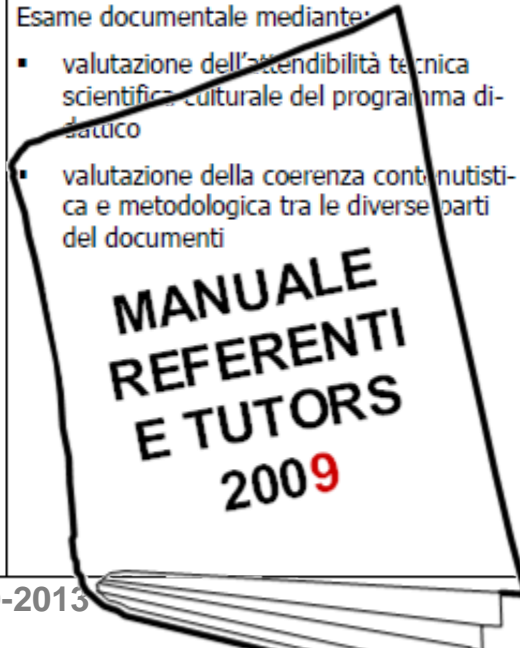 Esame documentale mediante:
▪ valutazione dell'attendibilità tecnica
scientifica culturale del programma di-
dattico
▪ valutazione della coerenza contenutisti-
ca e metodologica tra le diverse parti
del documenti
MANUALE
REFERENTI
E TUTORS
2009
-2013